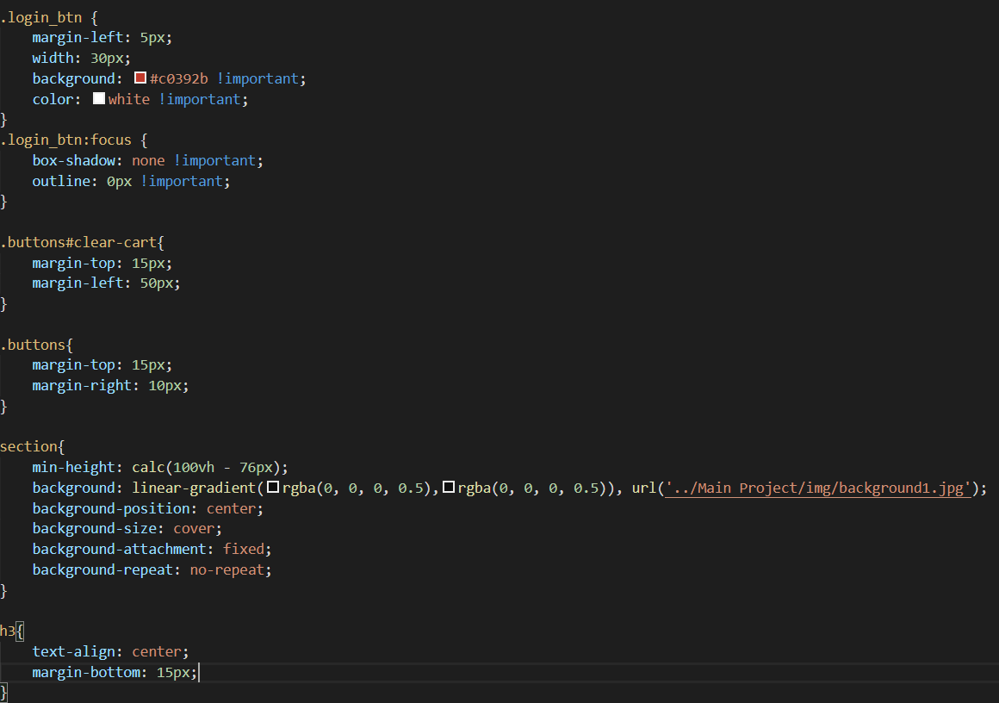 .login_btn {
    margin-left: 5px;
    width: 30px;
    background: #c0392b !important;
    color: white !important;
}
.login_btn:focus {
    box-shadow: none !important;
    outline: 0px !important;
}

.buttons#clear-cart{
    margin-top: 15px;
    margin-left: 50px;
}

.buttons{
    margin-top: 15px;
    margin-right: 10px;
}

section{
    min-height: calc(100vh - 76px);
    background: linear-gradient(rgba(0, 0, 0, 0.5),rgba(0, 0, 0, 0.5)), url('../Main Project/img/background1.jpg');
    background-position: center;
    background-size: cover;
    background-attachment: fixed;
    background-repeat: no-repeat;
}

h3{
    text-align: center;
    margin-bottom: 15px;
}